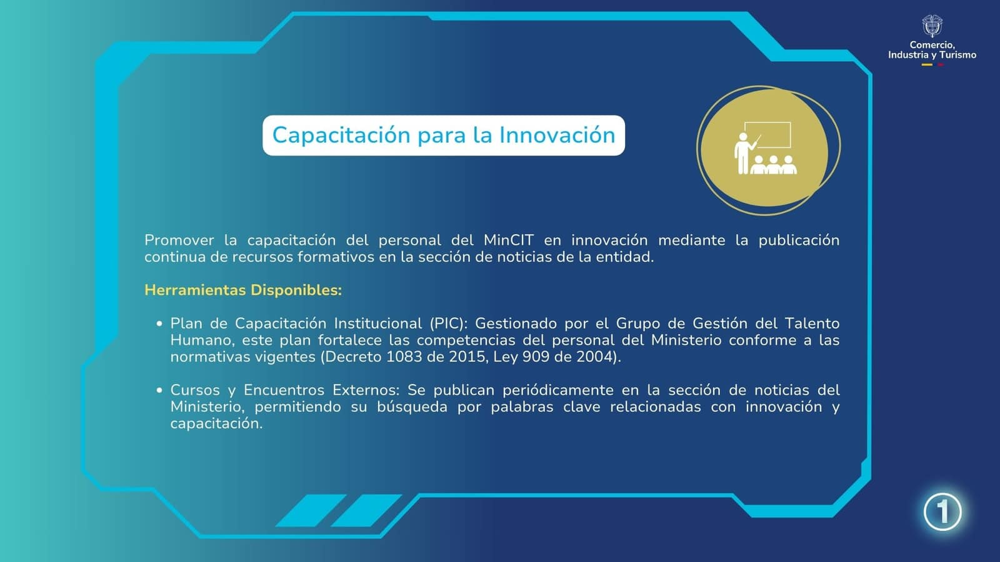 Comercio,
Industria y Turismo
Capacitación para la Innovación
Promover la capacitación del personal del MinCIT en innovación mediante la publicación
continua de recursos formativos en la sección de noticias de la entidad.
Herramientas Disponibles:
• Plan de Capacitación Institucional (PIC): Gestionado por el Grupo de Gestión del Talento
Humano, este plan fortalece las competencias del personal del Ministerio conforme a las
normativas vigentes (Decreto 1083 de 2015, Ley 909 de 2004).
• Cursos y Encuentros Externos: Se publican periódicamente en la sección de noticias del
Ministerio, permitiendo su búsqueda por palabras clave relacionadas con innovación y
capacitación.
1